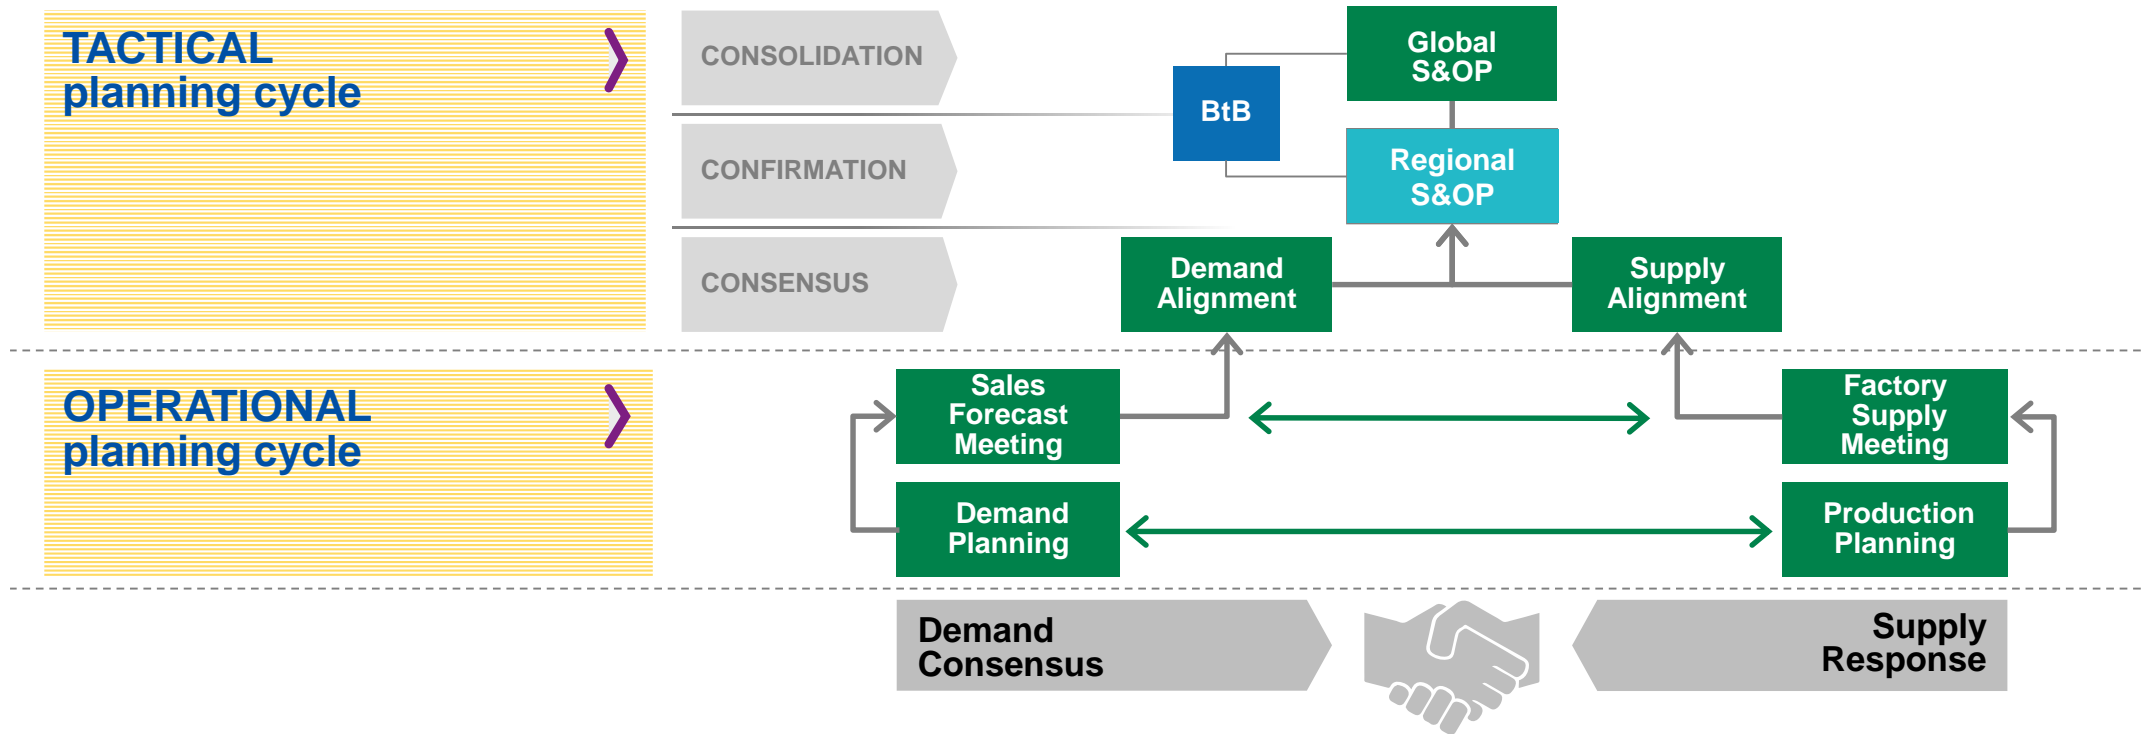 TACTICAL
planning cycle
CONSOLIDATION
CONFIRMATION
CONSENSUS
Global
S&OP
BtB
Regional
S&OP
Demand
Alignment
Supply
Alignment
OPERATIONAL
planning cycle
Sales
Forecast
Meeting
Factory
Supply
Meeting
Demand
Planning
Production
Planning
Demand
Consensus
Supply
Response